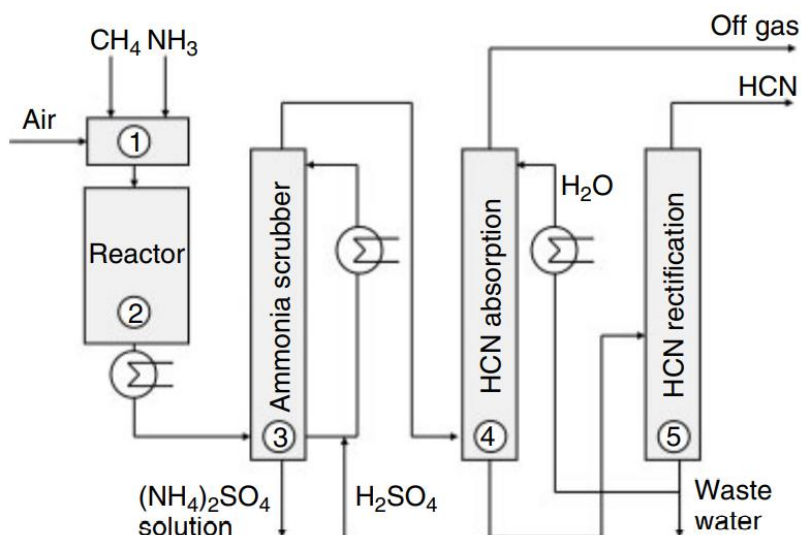 CH₄ NH₃
Air
1
Reactor
2
Ammonia scrubber
3
(NH₄)₂SO₄
solution
H₂SO₄
HCN absorption
4
H₂O
Off gas
HCN
HCN rectification
5
Waste
water